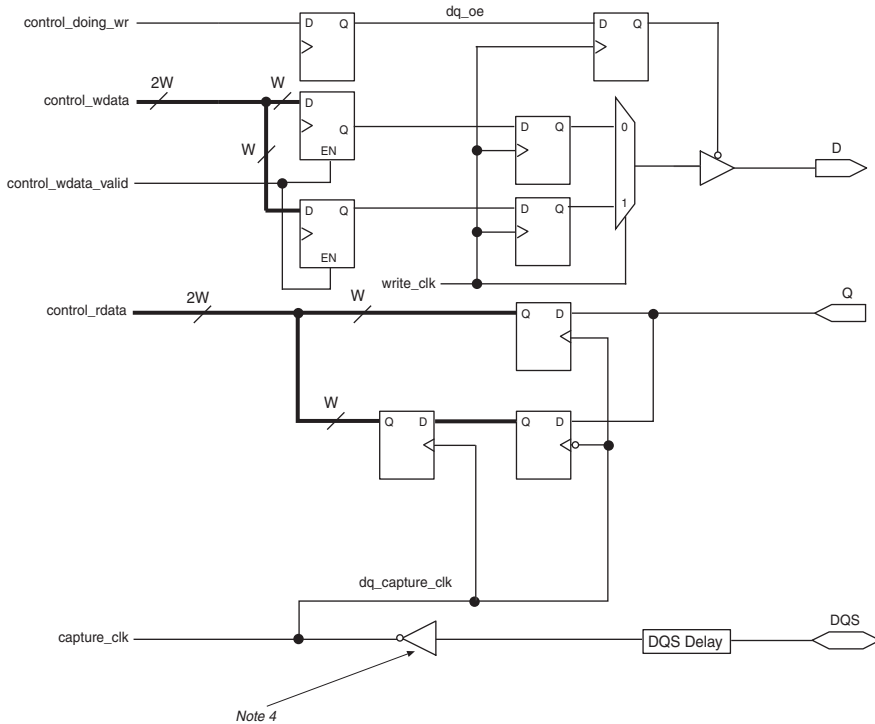 control_doing_wr
D Q
dq_oe
D Q
2W
W
control_wdata
D
Q
EN
W
D Q
0
D
control_wdata_valid
D Q
EN
D Q
1
write_clk
control_rdata
2W
W
Q D
Q
W
Q D
Q D
dq_capture_clk
capture_clk
DQS Delay
DQS
Note 4